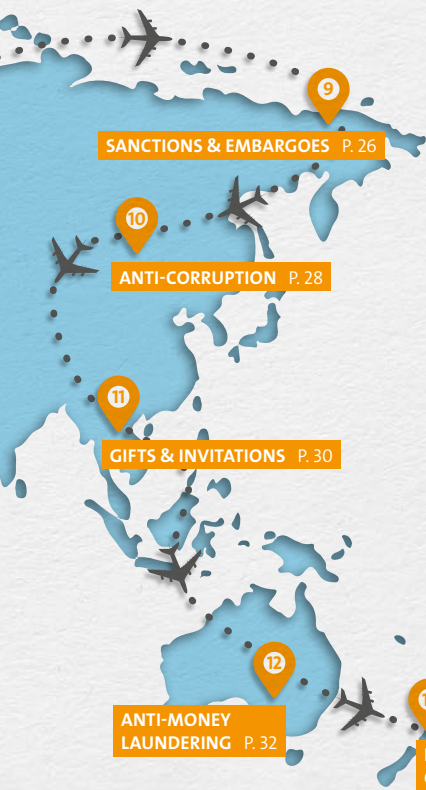 9
SANCTIONS & EMBARGOES P. 26
10
ANTI-CORRUPTION P. 28
11
GIFTS & INVITATIONS P. 30
12
ANTI-MONEY
LAUNDERING P. 32